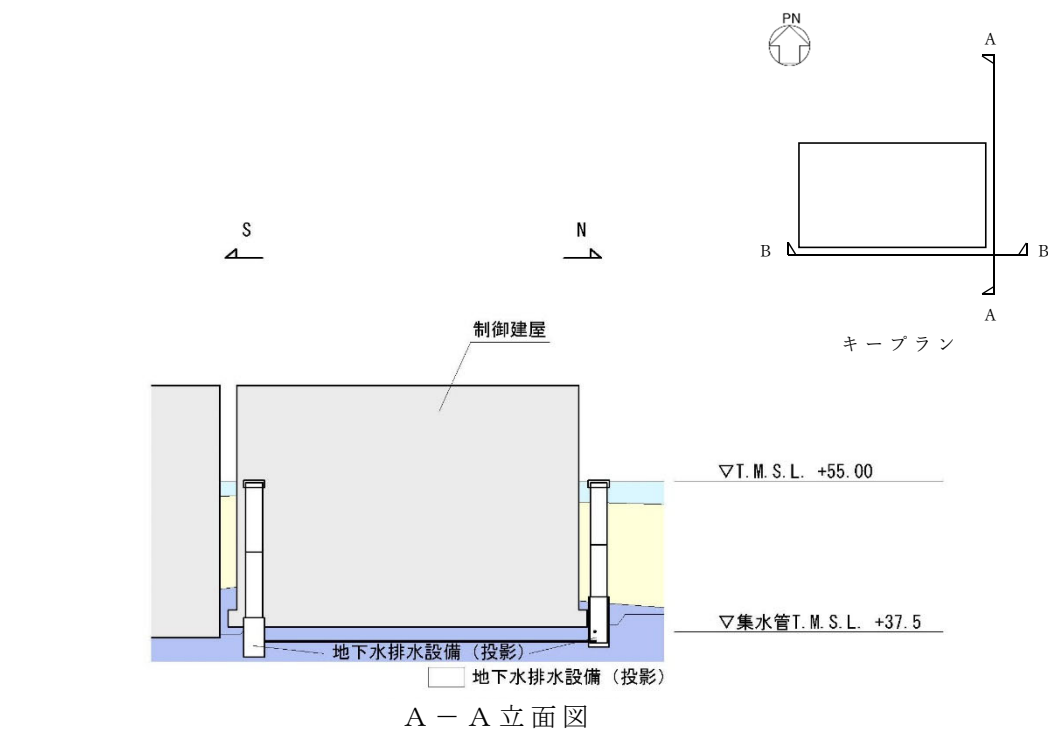 PN
A
B
B
A
キープラン
S
N
制御建屋
▽T.M.S.L. +55.00
▽集水管T.M.S.L. +37.5
地下水排水設備（投影）
地下水排水設備（投影）
A－A立面図